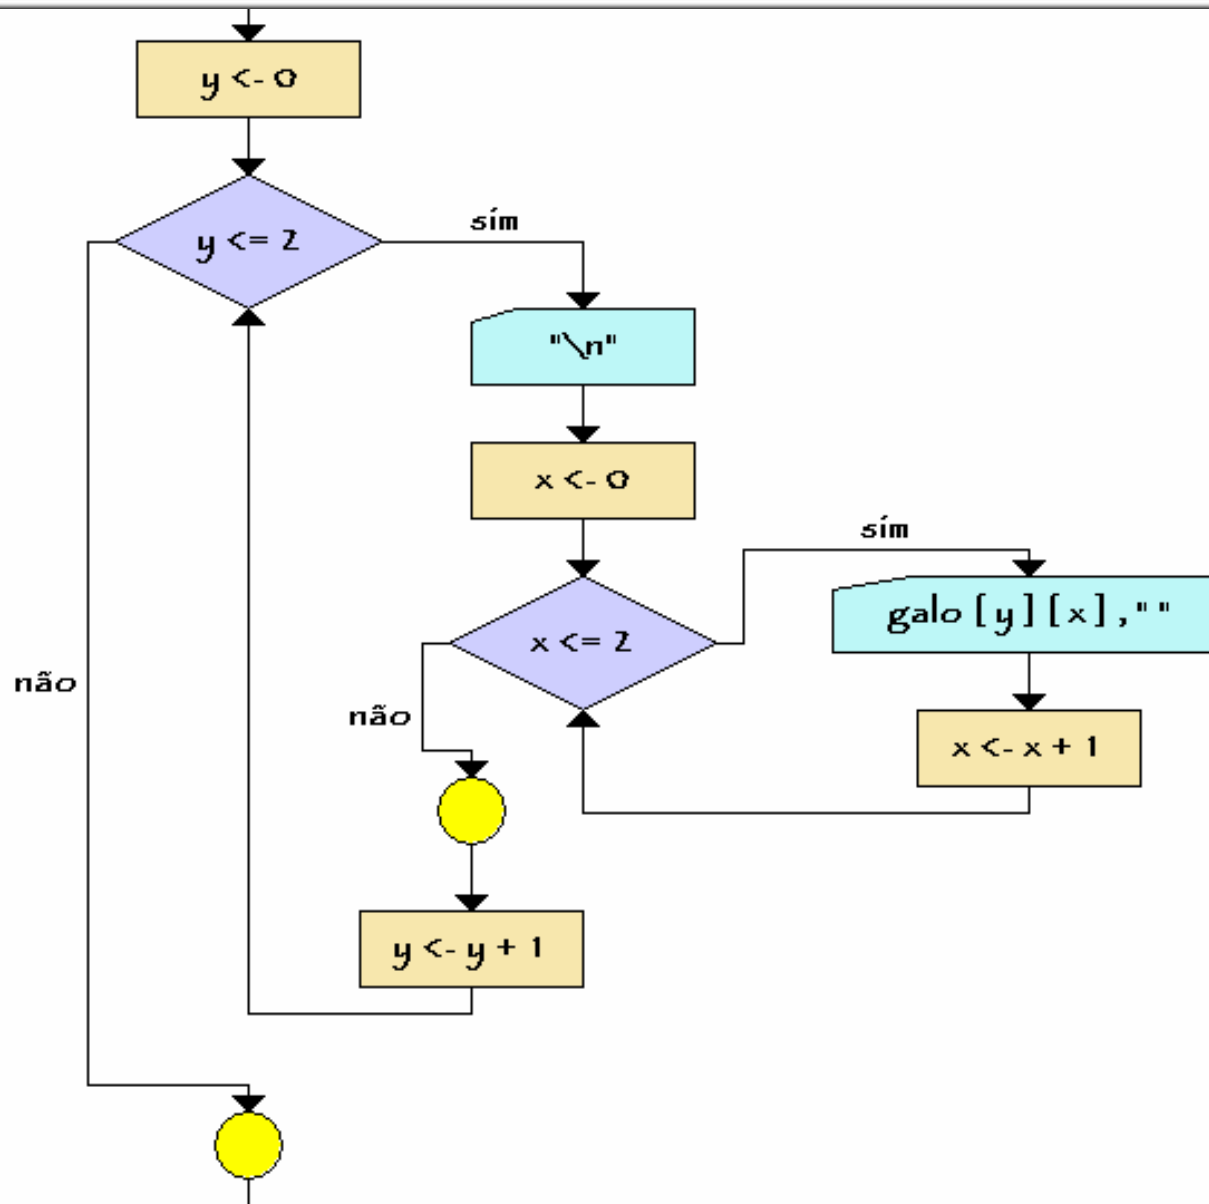 y <- 0
y <= 2
sim
"\n"
x <- 0
sim
x <= 2
galo [ y ] [ x ] , " "
não
não
x <- x + 1
y <- y + 1